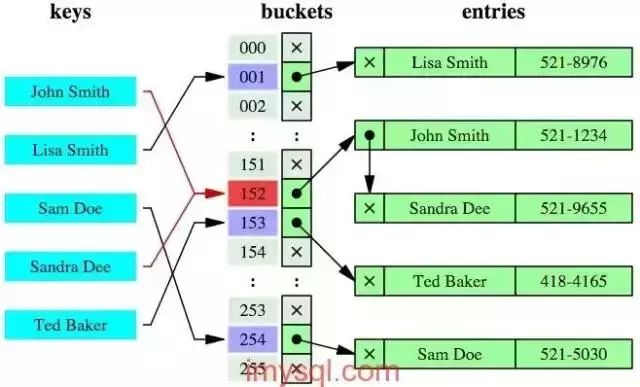 keys buckets entries
000 ×
001 × Lisa Smith 521-8976
John Smith
002 ×
: :
× John Smith 521-1234
Lisa Smith
151 ×
152
Sam Doe
× Sandra Dee 521-9655
153
154 ×
Sandra Dee
: :
× Ted Baker 418-4165
253 ×
Ted Baker
254 × Sam Doe 521-5030
255 ×
imysql.com